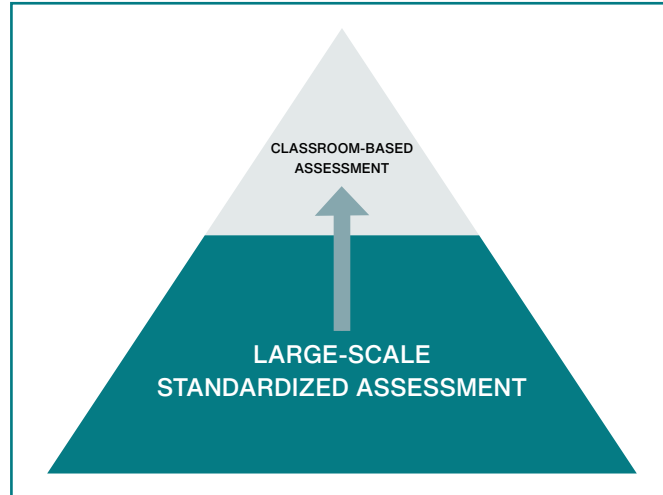 CLASSROOM-BASED
ASSESSMENT
LARGE-SCALE
STANDARDIZED ASSESSMENT